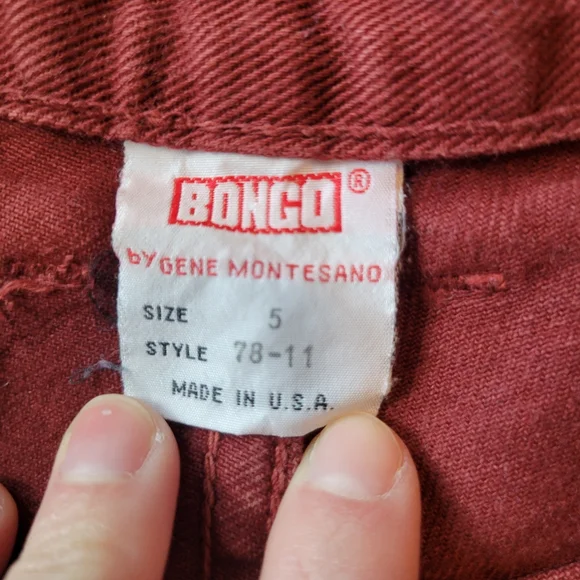 BONGO®
by GENE MONTESANO
SIZE 5
STYLE 78-11
MADE IN U.S.A.